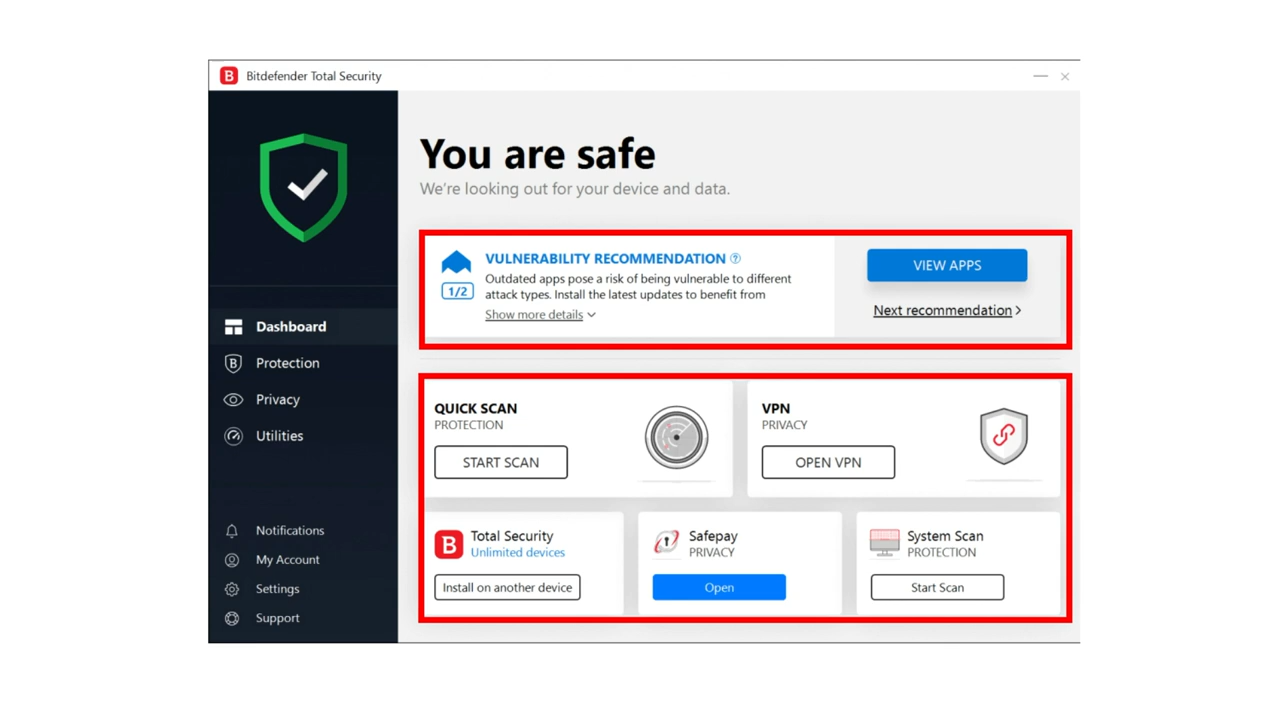 B Bitdefender Total Security
You are safe
We're looking out for your device and data.
VULNERABILITY RECOMMENDATION ?
1/2
Outdated apps pose a risk of being vulnerable to different
attack types. Install the latest updates to benefit from
Show more details
VIEW APPS
Next recommendation
Dashboard
B Protection
Privacy
Utilities
Notifications
My Account
Settings
Support
QUICK SCAN
PROTECTION
START SCAN
VPN
PRIVACY
OPEN VPN
B
Total Security
Unlimited devices
Install on another device
Safepay
PRIVACY
Open
System Scan
PROTECTION
Start Scan